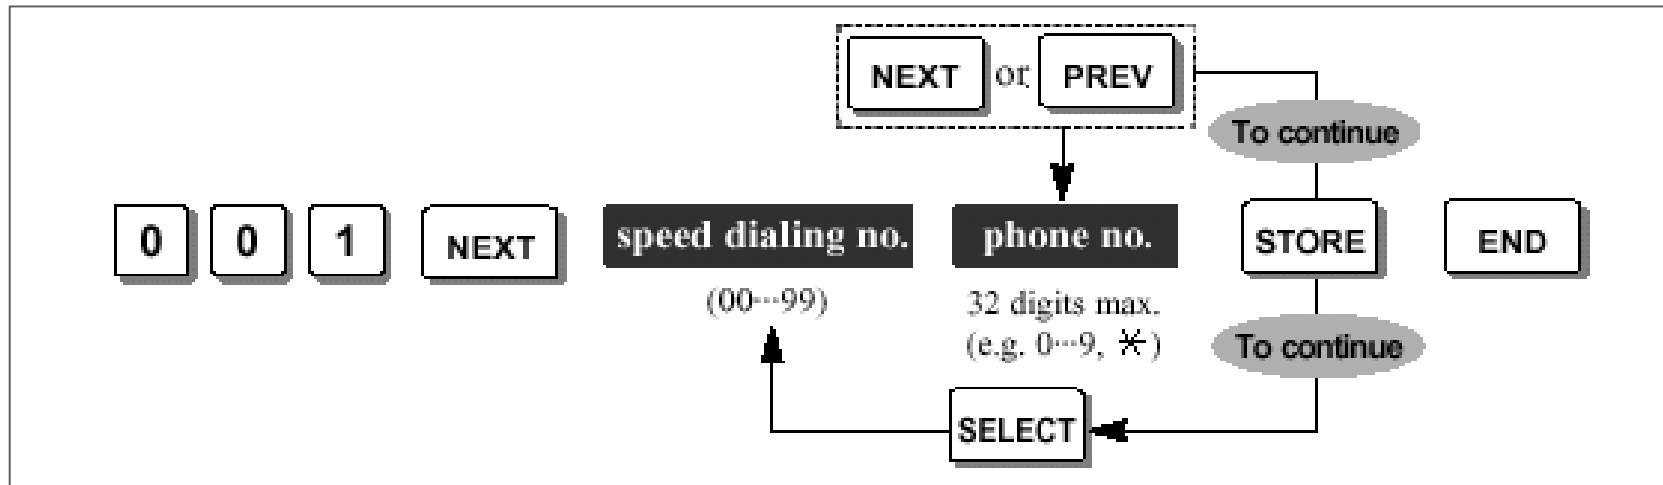 NEXT or PREV
To continue
0 0 1 NEXT speed dialing no. phone no. STORE END
(00···99) 32 digits max.
(e.g. 0···9, ✳)
To continue
SELECT